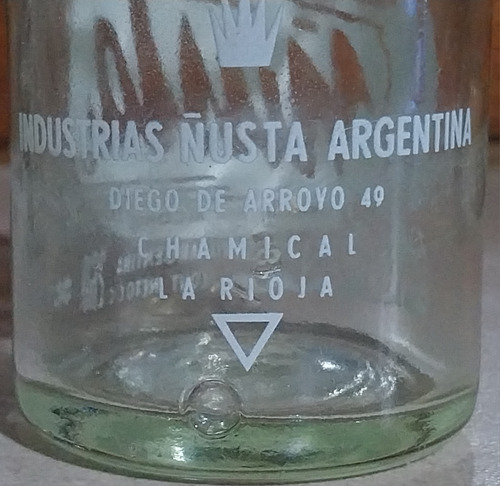 INDUSTRIAS ÑUSTA ARGENTINA
DIEGO DE ARROYO 49
CHAMICAL
LA RIOJA